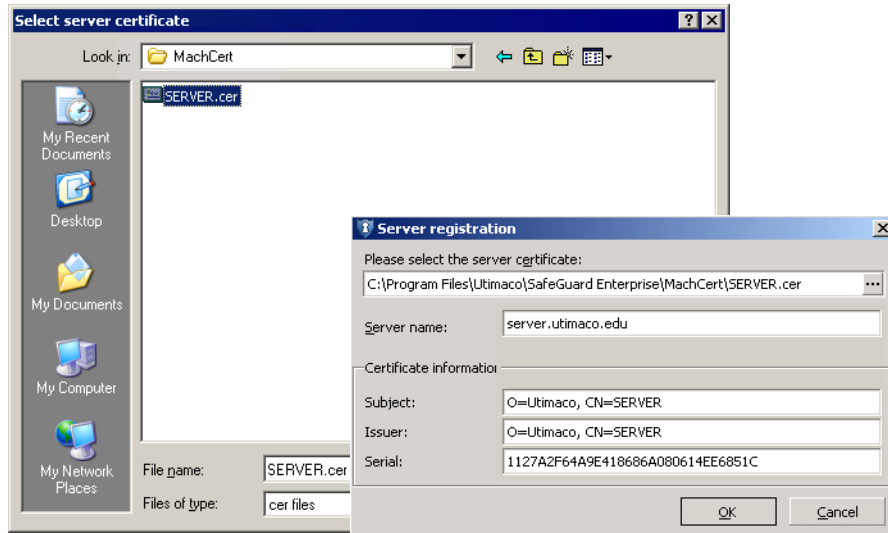 Select server certificate
Look in:
MachCert
SERVER.cer
My Recent
Documents
Desktop
My Documents
My Computer
My Network
Places
File name:
SERVER.cer
Files of type:
cer files
Server registration
Please select the server certificate:
C:\Program Files\Utimaco\SafeGuard Enterprise\MachCert\SERVER.cer
...
Server name:
server.utimaco.edu
Certificate information
Subject:
O=Utimaco, CN=SERVER
Issuer:
O=Utimaco, CN=SERVER
Serial:
1127A2F64A9E418686A080614EE6851C
OK
Cancel